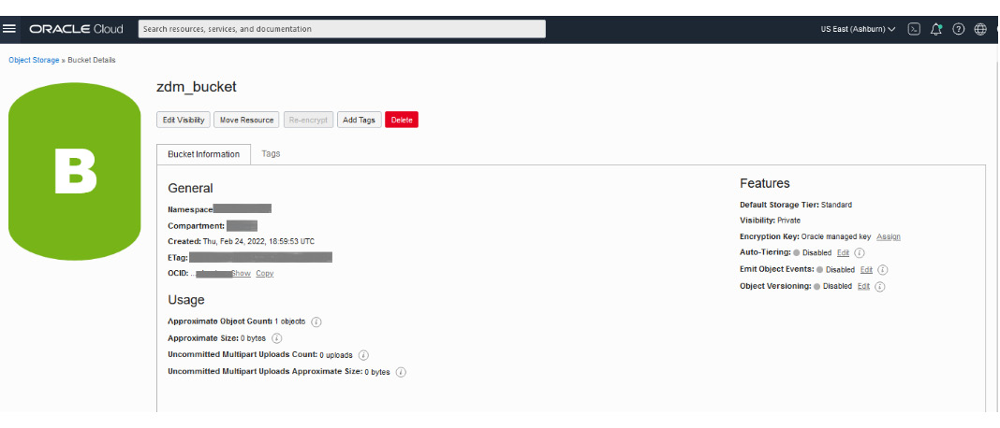 ORACLE Cloud
Search resources, services, and documentation
US East (Ashburn)
Object Storage » Bucket Details
B
zdm_bucket
Edit Visibility Move Resource Re-encrypt Add Tags Delete
Bucket Information Tags
General
Namespace
Compartment:
Created: Thu, Feb 24, 2022, 18:59:53 UTC
ETag:
OCID: ... Show Copy
Usage
Approximate Object Count: 1 objects
Approximate Size: 0 bytes
Uncommitted Multipart Uploads Count: 0 uploads
Uncommitted Multipart Uploads Approximate Size: 0 bytes
Features
Default Storage Tier: Standard
Visibility: Private
Encryption Key: Oracle managed key Assign
Auto-Tiering: Disabled Edit
Emit Object Events: Disabled Edit
Object Versioning: Disabled Edit